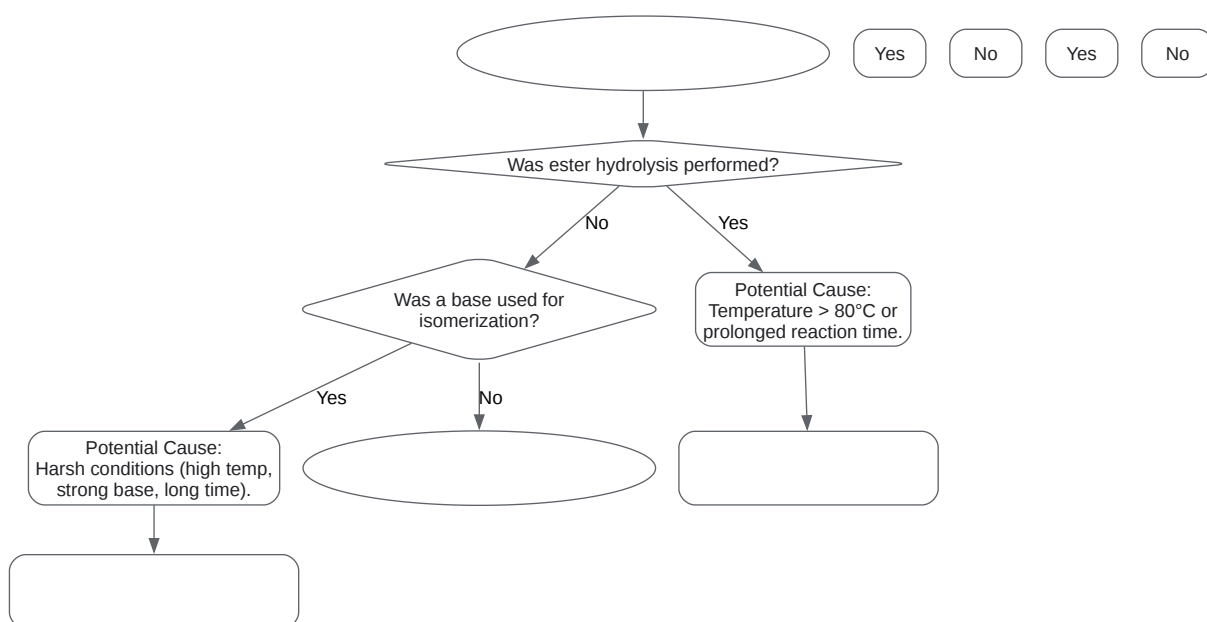 Yes
No
Yes
No
Was ester hydrolysis performed?
No
Yes
Was a base used for
isomerization?
Potential Cause:
Temperature > 80°C or
prolonged reaction time.
Yes
No
Potential Cause:
Harsh conditions (high temp,
strong base, long time).